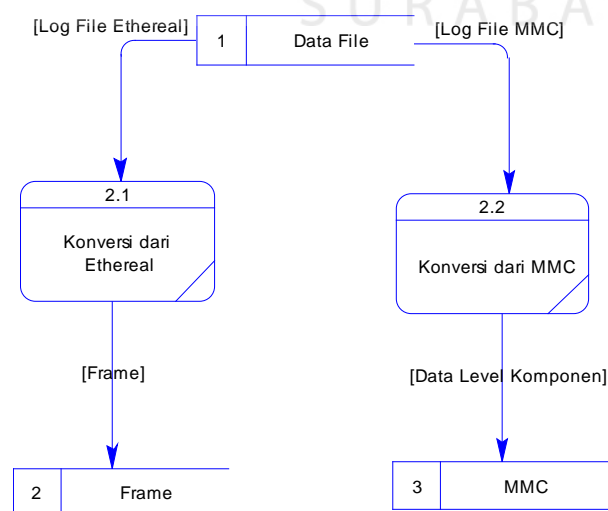 SURABA
[Log File Ethereal]
1 Data File
[Log File MMC]
2.1
Konversi dari
Ethereal
2.2
Konversi dari MMC
[Frame]
[Data Level Komponen]
2 Frame
3 MMC